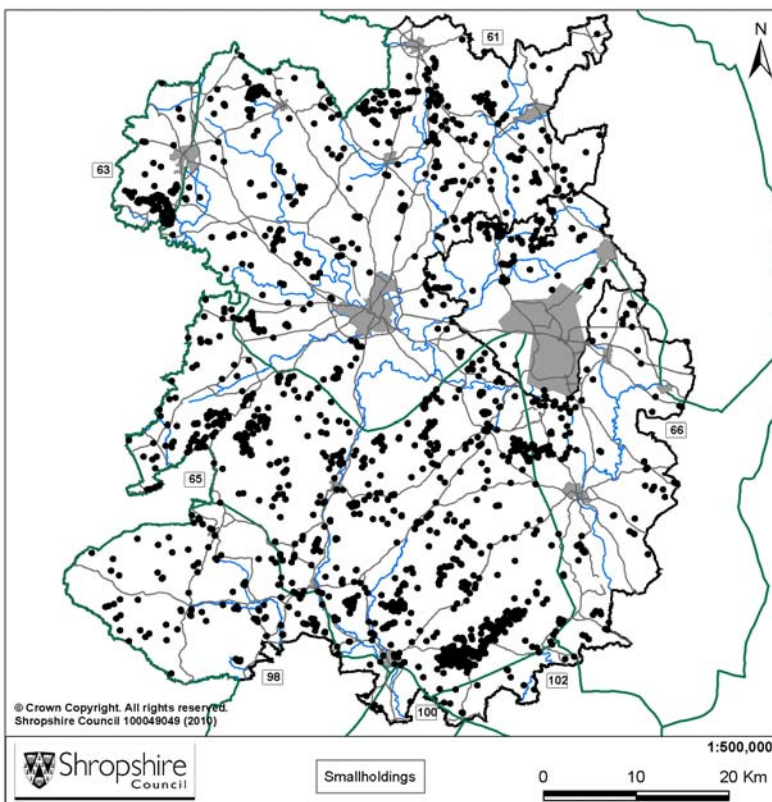 61
N
63
66
65
98
102
100
© Crown Copyright. All rights reserved.
Shropshire Council 100049049 (2010)
Shropshire
Council
Smallholdings
1:500,000
0 10 20 Km